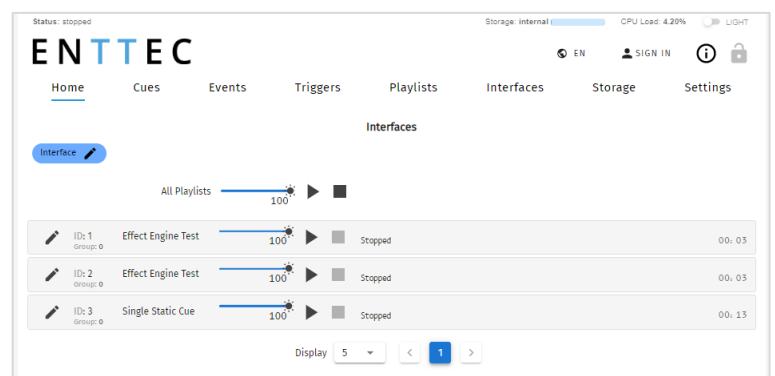 Status: stopped Storage: internal CPU Load: 4.20% LIGHT
ENTTEC
EN SIGN IN
Home Cues Events Triggers Playlists Interfaces Storage Settings
Interfaces
Interface
All Playlists 100
ID: 1 Effect Engine Test 100 Stopped 00: 03
Group: 0
ID: 2 Effect Engine Test 100 Stopped 00: 03
Group: 0
ID: 3 Single Static Cue 100 Stopped 00: 13
Group: 0
Display 5 < 1 >